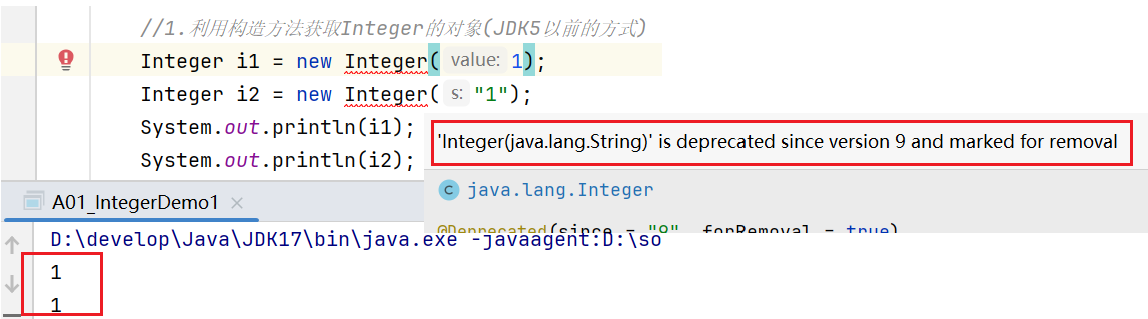 //1.利用构造方法获取Integer的对象(JDK5以前的方式)
Integer i1 = new Integer( value: 1);
Integer i2 = new Integer( s: "1");
System.out.println(i1);
System.out.println(i2);
'Integer(java.lang.String)' is deprecated since version 9 and marked for removal
C java.lang.Integer
@Deprecated(since = "9", forRemoval = true)
A01_IntegerDemo1 ×
D:\develop\Java\JDK17\bin\java.exe -javaagent:D:\so
1
1